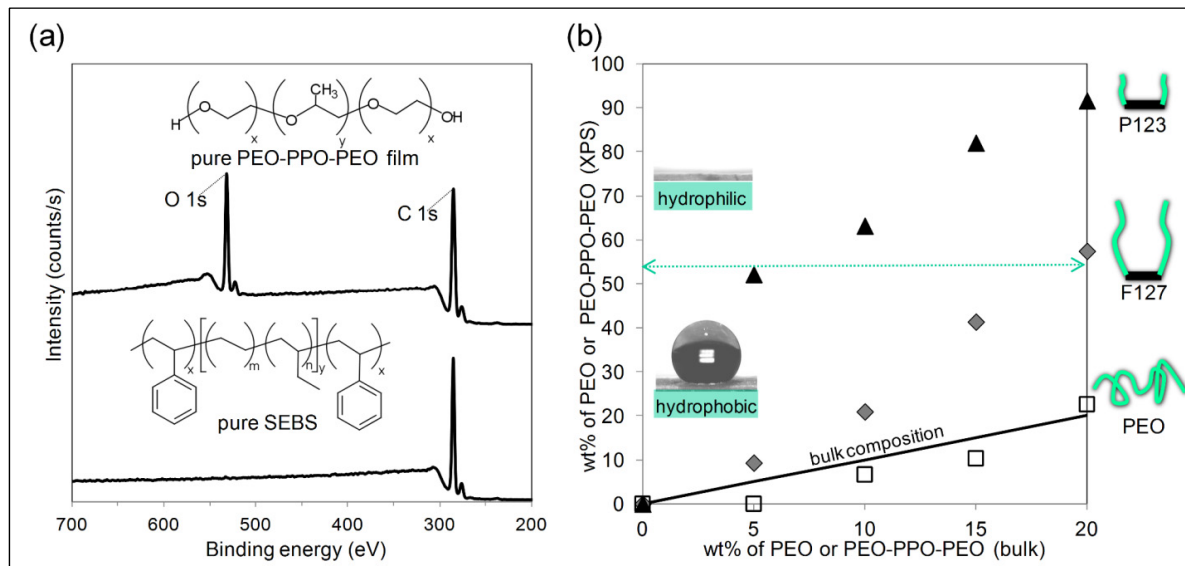 (a)
Intensity (counts/s)
CH3
H
O
x
O
y
O
x
OH
pure PEO-PPO-PEO film
O 1s
C 1s
x
m
n
y
x
pure SEBS
700
600
500
400
300
200
Binding energy (eV)
(b)
wt% of PEO or PEO-PPO-PEO (XPS)
100
90
80
70
60
50
40
30
20
10
0
hydrophilic
hydrophobic
bulk composition
0
5
10
15
20
wt% of PEO or PEO-PPO-PEO (bulk)
P123
F127
PEO